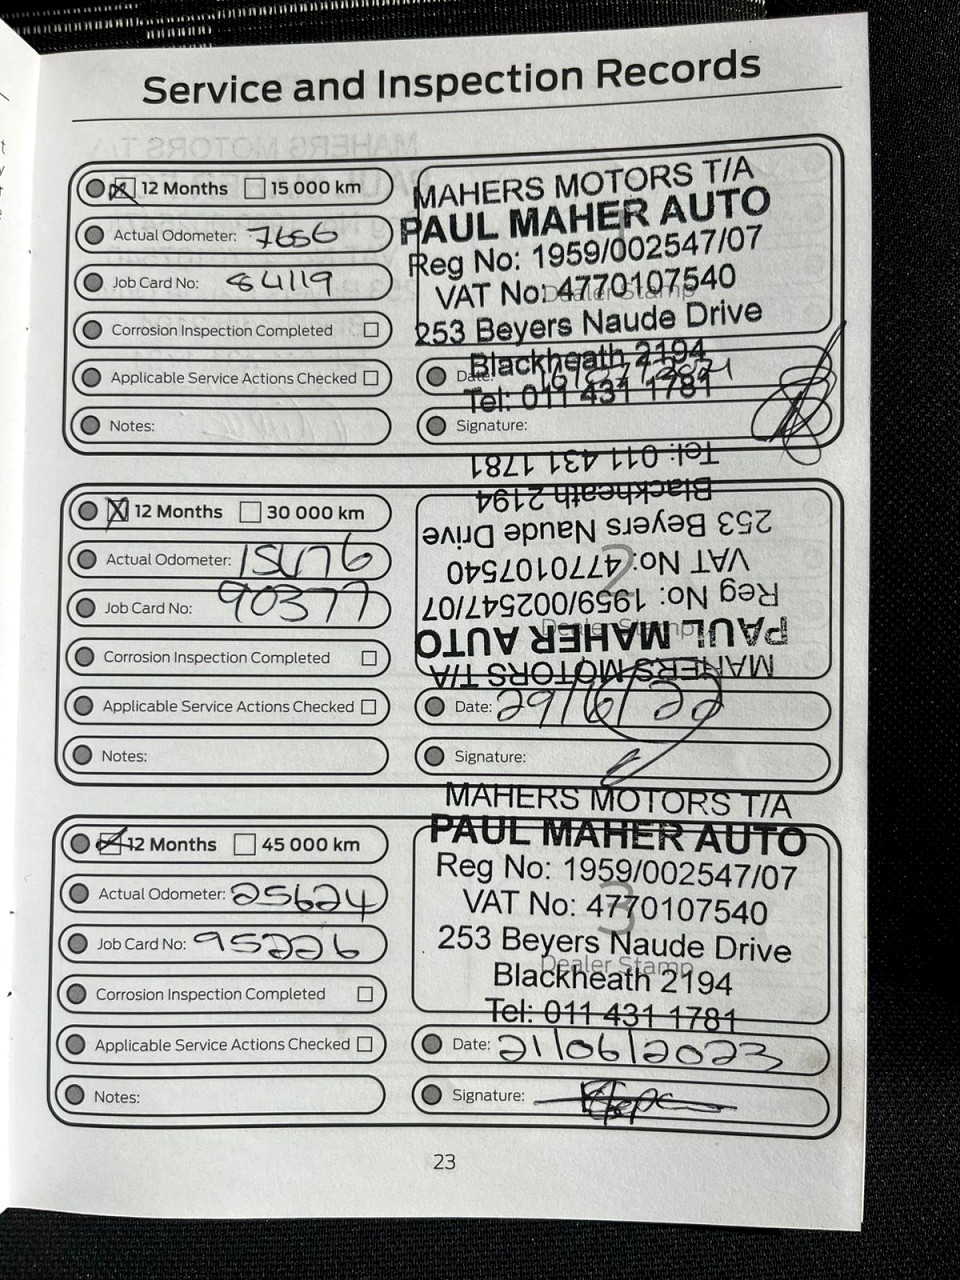 Service and Inspection Records
12 Months 15 000 km
Actual Odometer: 7656
Job Card No: 84119
Corrosion Inspection Completed
Applicable Service Actions Checked
Notes:
MAHERS MOTORS T/A
PAUL MAHER AUTO
Reg No: 1959/002547/07
VAT No: 4770107540
Dealer Stamp
253 Beyers Naude Drive
Blackheath 2194
Tel: 011 431 1781
Date:
Signature:
12 Months 30 000 km
Actual Odometer:
Job Card No: 90377
Corrosion Inspection Completed
Applicable Service Actions Checked
Notes:
MAHERS MOTORS T/A
PAUL MAHER AUTO
Reg No: 1959/002547/07
VAT No: 4770107540
253 Beyers Naude Drive
Blackheath 2194
Tel: 011 431 1781
2
Dealer Stamp
Date: 29/6/22
Signature:
12 Months 45 000 km
Actual Odometer: 25624
Job Card No: 95226
Corrosion Inspection Completed
Applicable Service Actions Checked
Notes:
MAHERS MOTORS T/A
PAUL MAHER AUTO
Reg No: 1959/002547/07
VAT No: 4770107540
3
253 Beyers Naude Drive
Dealer Stamp
Blackheath 2194
Tel: 011 431 1781
Date: 21/06/2023
Signature:
23